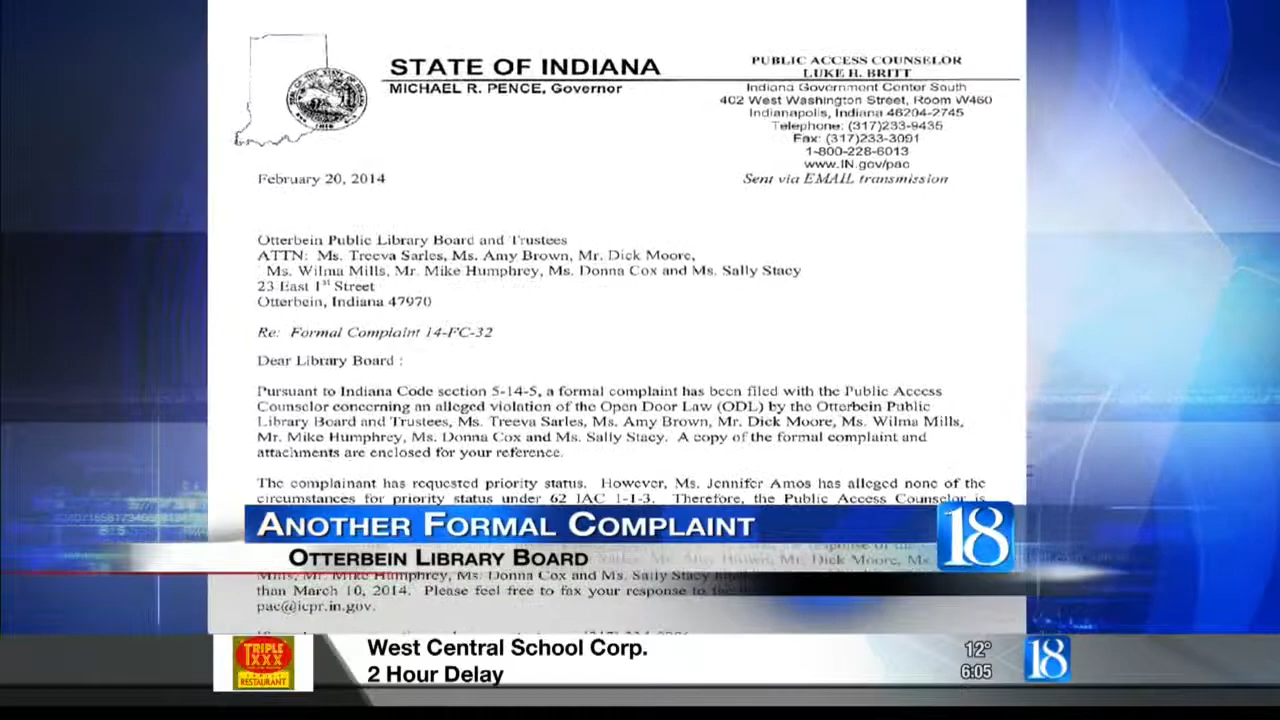 STATE OF INDIANA
MICHAEL R. PENCE, Governor
PUBLIC ACCESS COUNSELOR
LUKE H. BRITT
Indiana Government Center South
402 West Washington Street, Room W460
Indianapolis, Indiana 46204-2745
Telephone: (317)233-9435
Fax: (317)233-3091
1-800-228-6013
www.IN.gov/pac
Sent via EMAIL transmission
February 20, 2014
Otterbein Public Library Board and Trustees
ATTN: Ms. Treeva Sarles, Ms. Amy Brown, Mr. Dick Moore,
Ms. Wilma Mills, Mr. Mike Humphrey, Ms. Donna Cox and Ms. Sally Stacy
23 East 1st Street
Otterbein, Indiana 47970
Re: Formal Complaint 14-FC-32
Dear Library Board :
Pursuant to Indiana Code section 5-14-5, a formal complaint has been filed with the Public Access
Counselor concerning an alleged violation of the Open Door Law (ODL) by the Otterbein Public
Library Board and Trustees, Ms. Treeva Sarles, Ms. Amy Brown, Mr. Dick Moore, Ms. Wilma Mills,
Mr. Mike Humphrey, Ms. Donna Cox and Ms. Sally Stacy. A copy of the formal complaint and
attachments are enclosed for your reference.
The complainant has requested priority status. However, Ms. Jennifer Amos has alleged none of the
circumstances for priority status under 62 IAC 1-1-3. Therefore, the Public Access Counselor is
ANOTHER FORMAL COMPLAINT
18
OTTERBEIN LIBRARY BOARD
Brown, Mr. Dick Moore, Ms
Mills, Mr. Mike Humphrey, Ms. Donna Cox and Ms. Sally Stacy
than March 10, 2014. Please feel free to fax your response to
pac@icpr.in.gov.
TRIPLE
XXX
FAMILY
RESTAURANT
West Central School Corp.
2 Hour Delay
12°
6:05
18